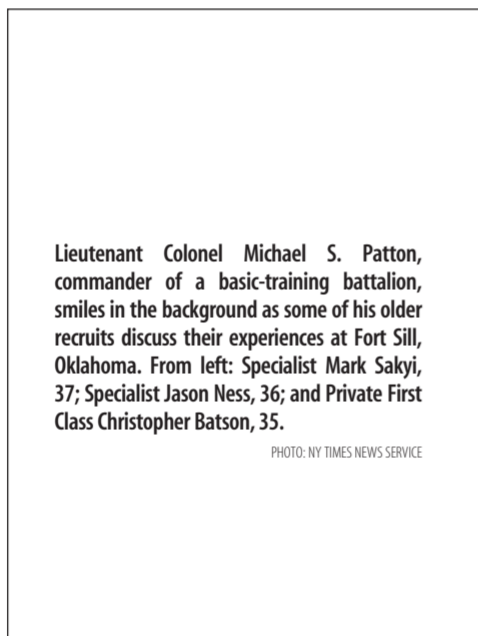 Lieutenant Colonel Michael S. Patton,
commander of a basic-training battalion,
smiles in the background as some of his older
recruits discuss their experiences at Fort Sill,
Oklahoma. From left: Specialist Mark Sakyi,
37; Specialist Jason Ness, 36; and Private First
Class Christopher Batson, 35.
PHOTO: NY TIMES NEWS SERVICE